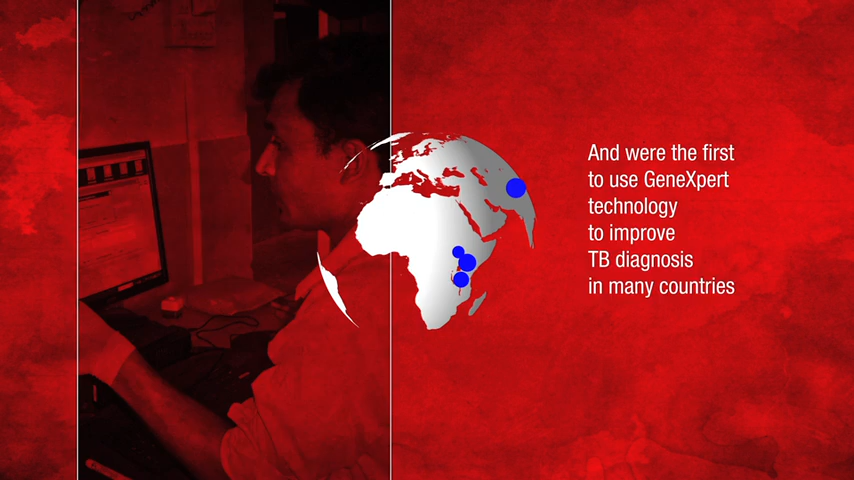 And were the first
to use GeneXpert
technology
to improve
TB diagnosis
in many countries